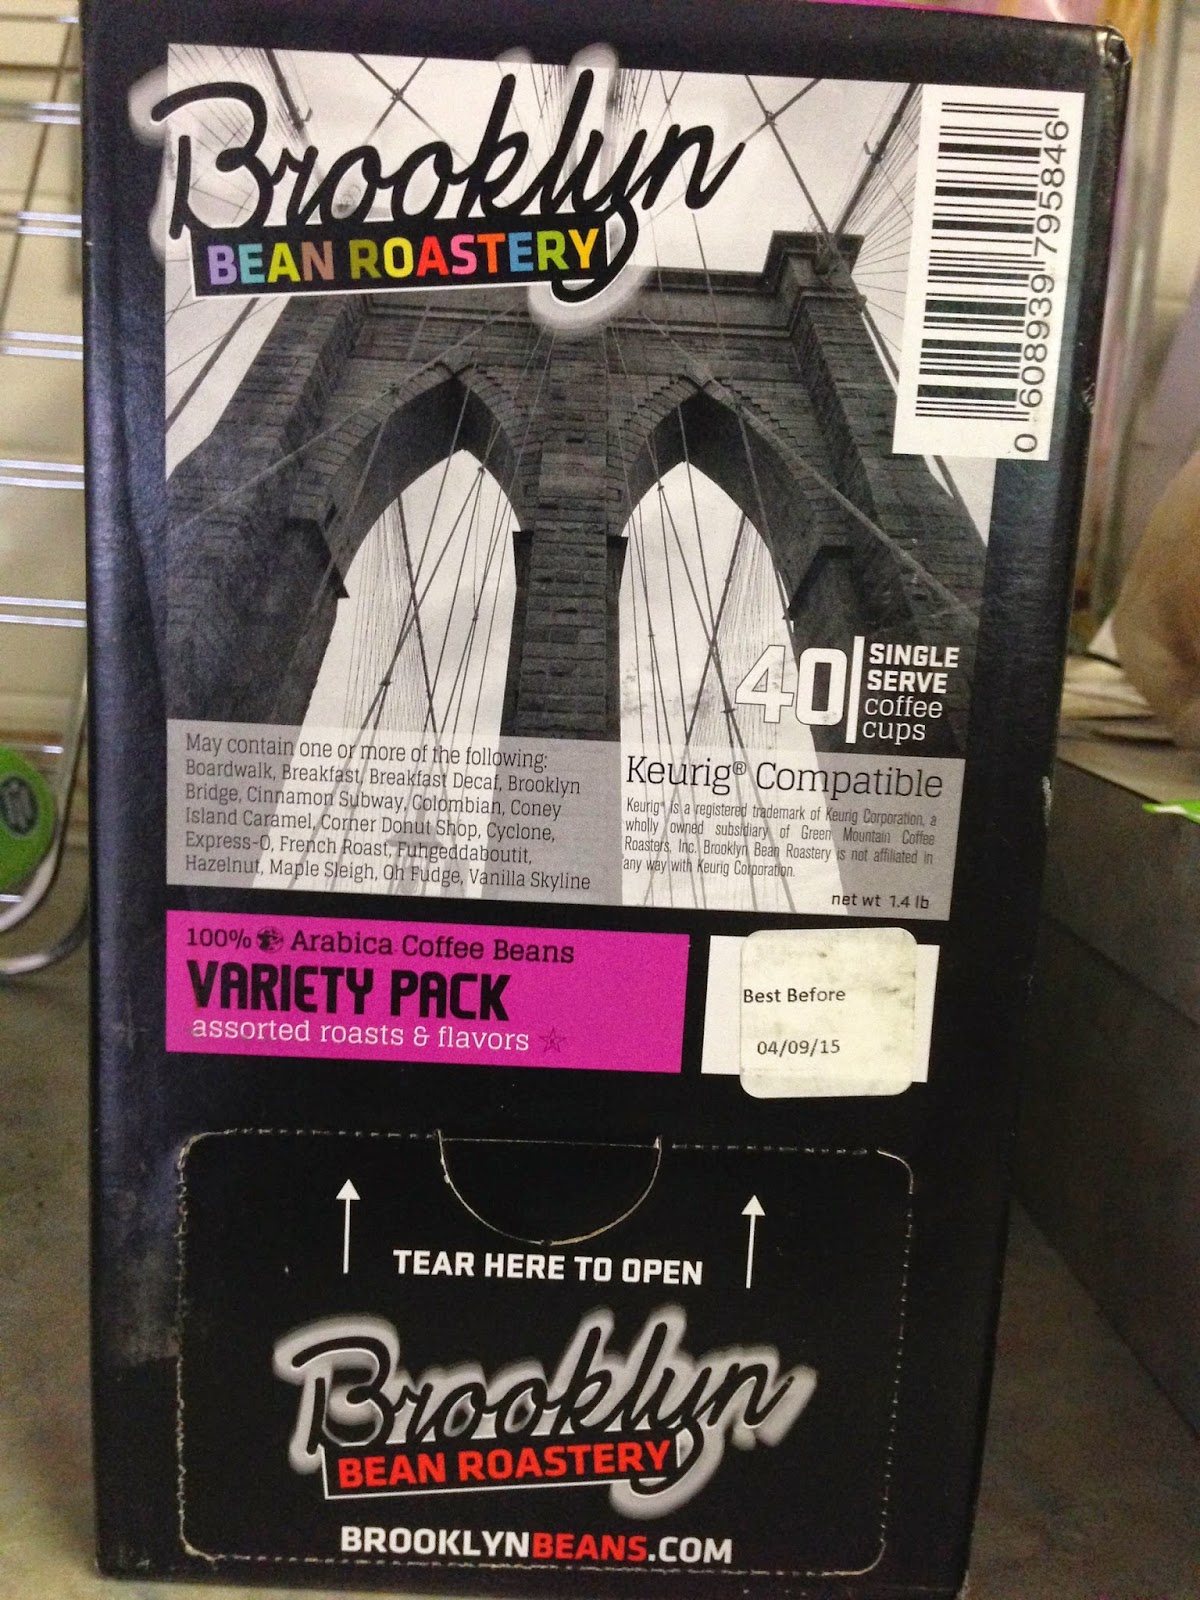 Brooklyn
BEAN ROASTERY
0 608939 795846
40
SINGLE
SERVE
coffee
cups
May contain one or more of the following:
Boardwalk, Breakfast, Breakfast Decaf, Brooklyn
Bridge, Cinnamon Subway, Colombian, Coney
Island Caramel, Corner Donut Shop, Cyclone,
Express-O, French Roast, Fuhgeddaboutit,
Hazelnut, Maple Sleigh, Oh Fudge, Vanilla Skyline
Keurig® Compatible
Keurig® is a registered trademark of Keurig Corporation, a
wholly owned subsidiary of Green Mountain Coffee
Roasters, Inc. Brooklyn Bean Roastery is not affiliated in
any way with Keurig Corporation.
net wt 1.4 lb
100% Arabica Coffee Beans
VARIETY PACK
assorted roasts & flavors
Best Before
04/09/15
TEAR HERE TO OPEN
Brooklyn
BEAN ROASTERY
BROOKLYNBEANS.COM